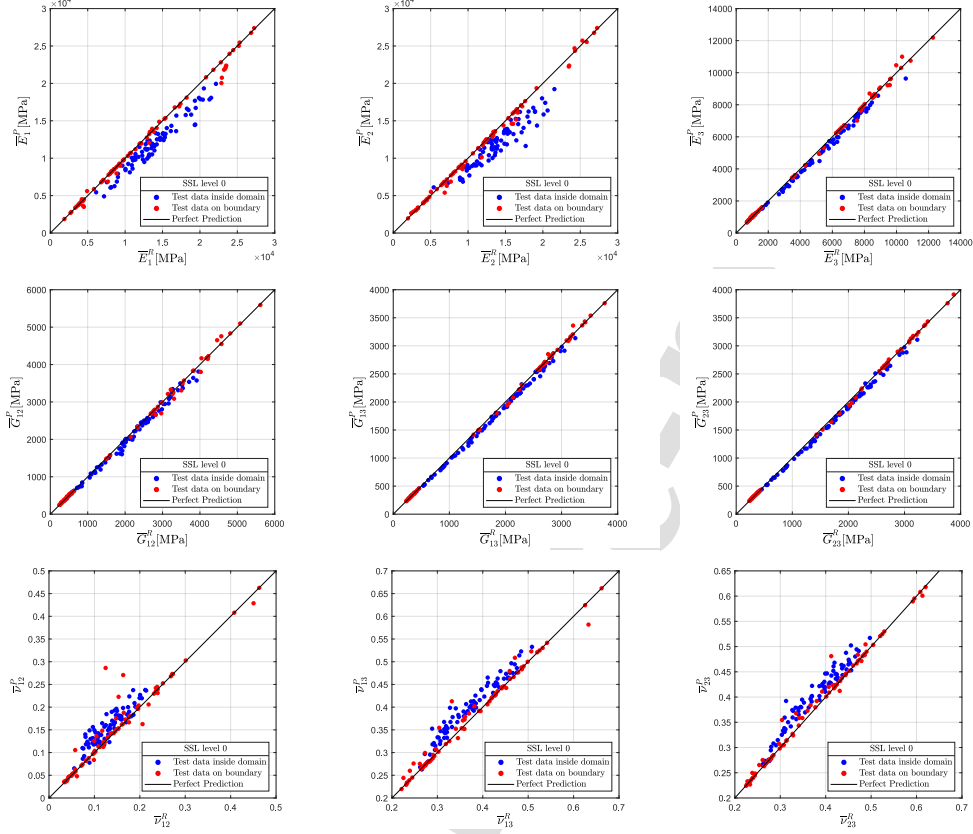 3
×10⁴
2.5
2
1.5
1
0.5
0
0 0.5 1 1.5 2 2.5 3
×10⁴
E̅₁ᴾ[MPa]
E̅₁ᴿ[MPa]
SSL level 0
Test data inside domain
Test data on boundary
Perfect Prediction
3
×10⁴
2.5
2
1.5
1
0.5
0
0 0.5 1 1.5 2 2.5 3
×10⁴
E̅₂ᴾ[MPa]
E̅₂ᴿ[MPa]
SSL level 0
Test data inside domain
Test data on boundary
Perfect Prediction
14000
12000
10000
8000
6000
4000
2000
0
0 2000 4000 6000 8000 10000 12000 14000
E̅₃ᴾ[MPa]
E̅₃ᴿ[MPa]
SSL level 0
Test data inside domain
Test data on boundary
Perfect Prediction
6000
5000
4000
3000
2000
1000
0
0 1000 2000 3000 4000 5000 6000
G̅₁₂ᴾ[MPa]
G̅₁₂ᴿ[MPa]
SSL level 0
Test data inside domain
Test data on boundary
Perfect Prediction
4000
3500
3000
2500
2000
1500
1000
500
0
0 1000 2000 3000 4000
G̅₁₃ᴾ[MPa]
G̅₁₃ᴿ[MPa]
SSL level 0
Test data inside domain
Test data on boundary
Perfect Prediction
4000
3500
3000
2500
2000
1500
1000
500
0
0 1000 2000 3000 4000
G̅₂₃ᴾ[MPa]
G̅₂₃ᴿ[MPa]
SSL level 0
Test data inside domain
Test data on boundary
Perfect Prediction
0.5
0.45
0.4
0.35
0.3
0.25
0.2
0.15
0.1
0.05
0
0 0.1 0.2 0.3 0.4 0.5
ν̅₁₂ᴾ
ν̅₁₂ᴿ
SSL level 0
Test data inside domain
Test data on boundary
Perfect Prediction
0.7
0.65
0.6
0.55
0.5
0.45
0.4
0.35
0.3
0.25
0.2
0.2 0.3 0.4 0.5 0.6 0.7
ν̅₁₃ᴾ
ν̅₁₃ᴿ
SSL level 0
Test data inside domain
Test data on boundary
Perfect Prediction
0.65
0.6
0.55
0.5
0.45
0.4
0.35
0.3
0.25
0.2
0.2 0.3 0.4 0.5 0.6 0.7
ν̅₂₃ᴾ
ν̅₂₃ᴿ
SSL level 0
Test data inside domain
Test data on boundary
Perfect Prediction